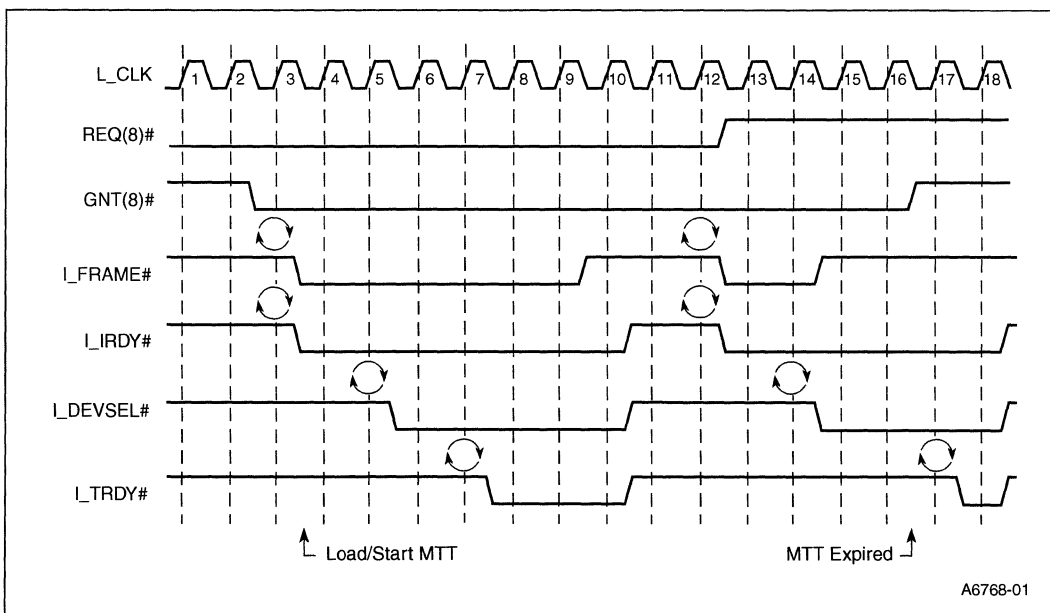 L_CLK
1 2 3 4 5 6 7 8 9 10 11 12 13 14 15 16 17 18
REQ(8)#
GNT(8)#
I_FRAME#
I_IRDY#
I_DEVSEL#
I_TRDY#
Load/Start MTT
MTT Expired
A6768-01